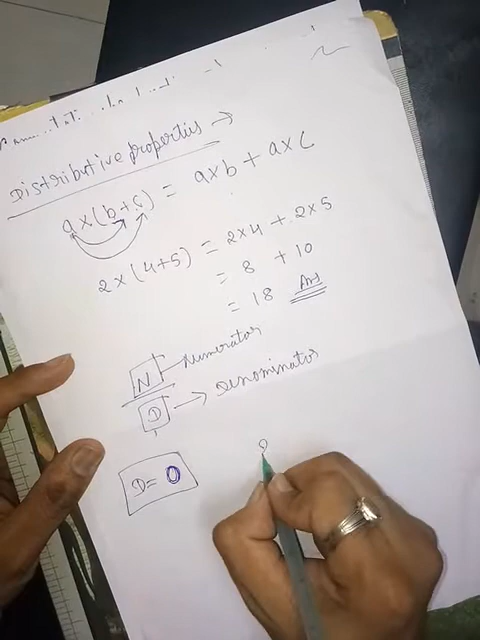 Distributive properties →
a×(b+c) = a×b + a×c
2×(4+5) = 2×4 + 2×5
= 8 + 10
= 18 Ans
N Numerator
D → Denominator
D = 0